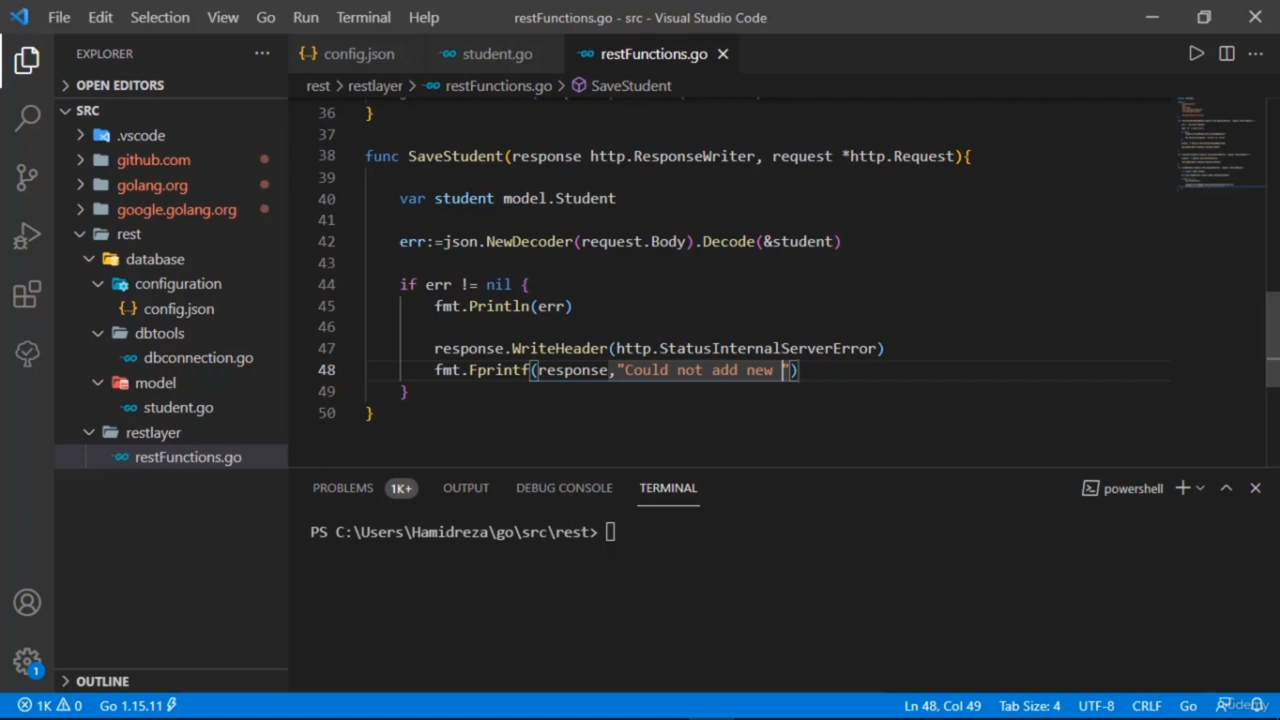 File Edit Selection View Go Run Terminal Help restFunctions.go - src - Visual Studio Code
EXPLORER
OPEN EDITORS
SRC
.vscode
github.com
golang.org
google.golang.org
rest
database
configuration
config.json
dbtools
dbconnection.go
model
student.go
restlayer
restFunctions.go
OUTLINE
config.json student.go restFunctions.go
rest > restlayer > restFunctions.go > SaveStudent
36 }
37
38 func SaveStudent(response http.ResponseWriter, request *http.Request){
39
40 var student model.Student
41
42 err:=json.NewDecoder(request.Body).Decode(&student)
43
44 if err != nil {
45 fmt.Println(err)
46
47 response.WriteHeader(http.StatusInternalServerError)
48 fmt.Fprintf(response,"Could not add new ")
49 }
50 }
PROBLEMS 1K+ OUTPUT DEBUG CONSOLE TERMINAL powershell
PS C:\Users\Hamidreza\go\src\rest>
1
1K 0 Go 1.15.11 Ln 48, Col 49 Tab Size: 4 UTF-8 CRLF Go